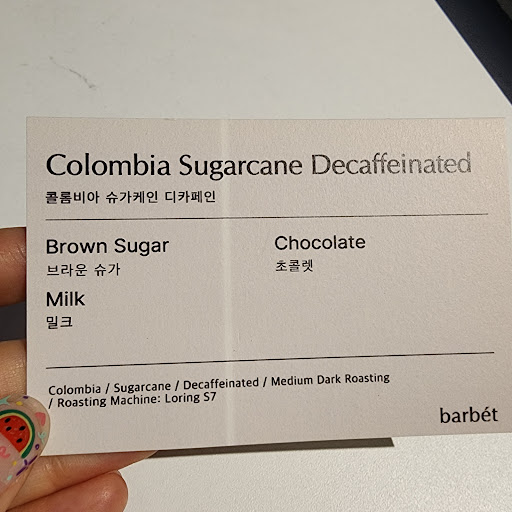 Colombia Sugarcane Decaffeinated
콜롬비아 슈가케인 디카페인
Brown Sugar
브라운 슈가
Chocolate
초콜렛
Milk
밀크
Colombia / Sugarcane / Decaffeinated / Medium Dark Roasting
/ Roasting Machine: Loring S7
barbét